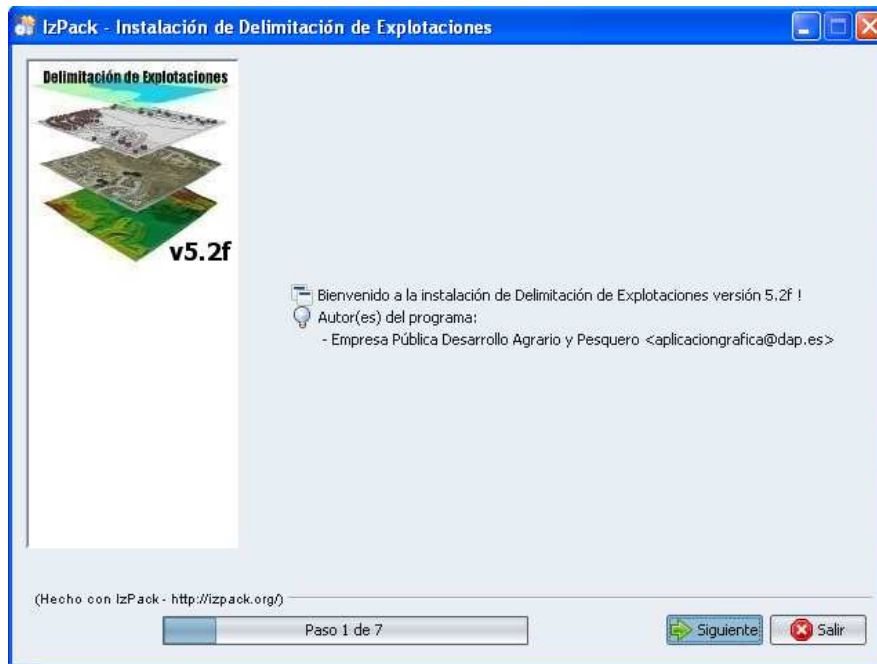 IzPack - Instalación de Delimitación de Explotaciones
Delimitación de Explotaciones
v5.2f
Bienvenido a la instalación de Delimitación de Explotaciones versión 5.2f !
Autor(es) del programa:
- Empresa Pública Desarrollo Agrario y Pesquero <aplicaciongrafica@dap.es>
(Hecho con IzPack - http://izpack.org/)
Paso 1 de 7
Siguiente
Salir